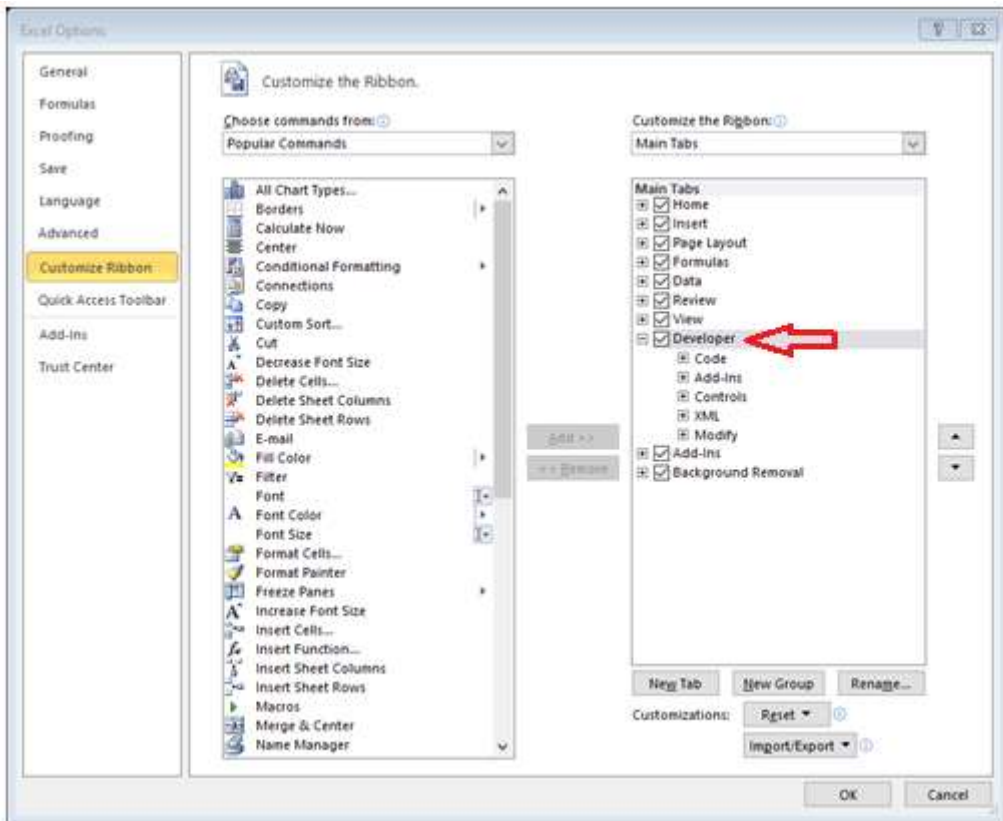 Excel Options
General
Formulas
Proofing
Save
Language
Advanced
Customize Ribbon
Quick Access Toolbar
Add-Ins
Trust Center
Customize the Ribbon.
Choose commands from:
Popular Commands
All Chart Types...
Borders
Calculate Now
Center
Conditional Formatting
Connections
Copy
Custom Sort...
Cut
Decrease Font Size
Delete Cells...
Delete Sheet Columns
Delete Sheet Rows
E-mail
Fill Color
Filter
Font
Font Color
Font Size
Format Cells...
Format Painter
Freeze Panes
Increase Font Size
Insert Cells...
Insert Function...
Insert Sheet Columns
Insert Sheet Rows
Macros
Merge & Center
Name Manager
Add >>
<< Remove
Customize the Ribbon:
Main Tabs
Main Tabs
Home
Insert
Page Layout
Formulas
Data
Review
View
Developer
Code
Add-Ins
Controls
XML
Modify
Add-Ins
Background Removal
New Tab
New Group
Rename...
Customizations:
Reset
Import/Export
OK
Cancel